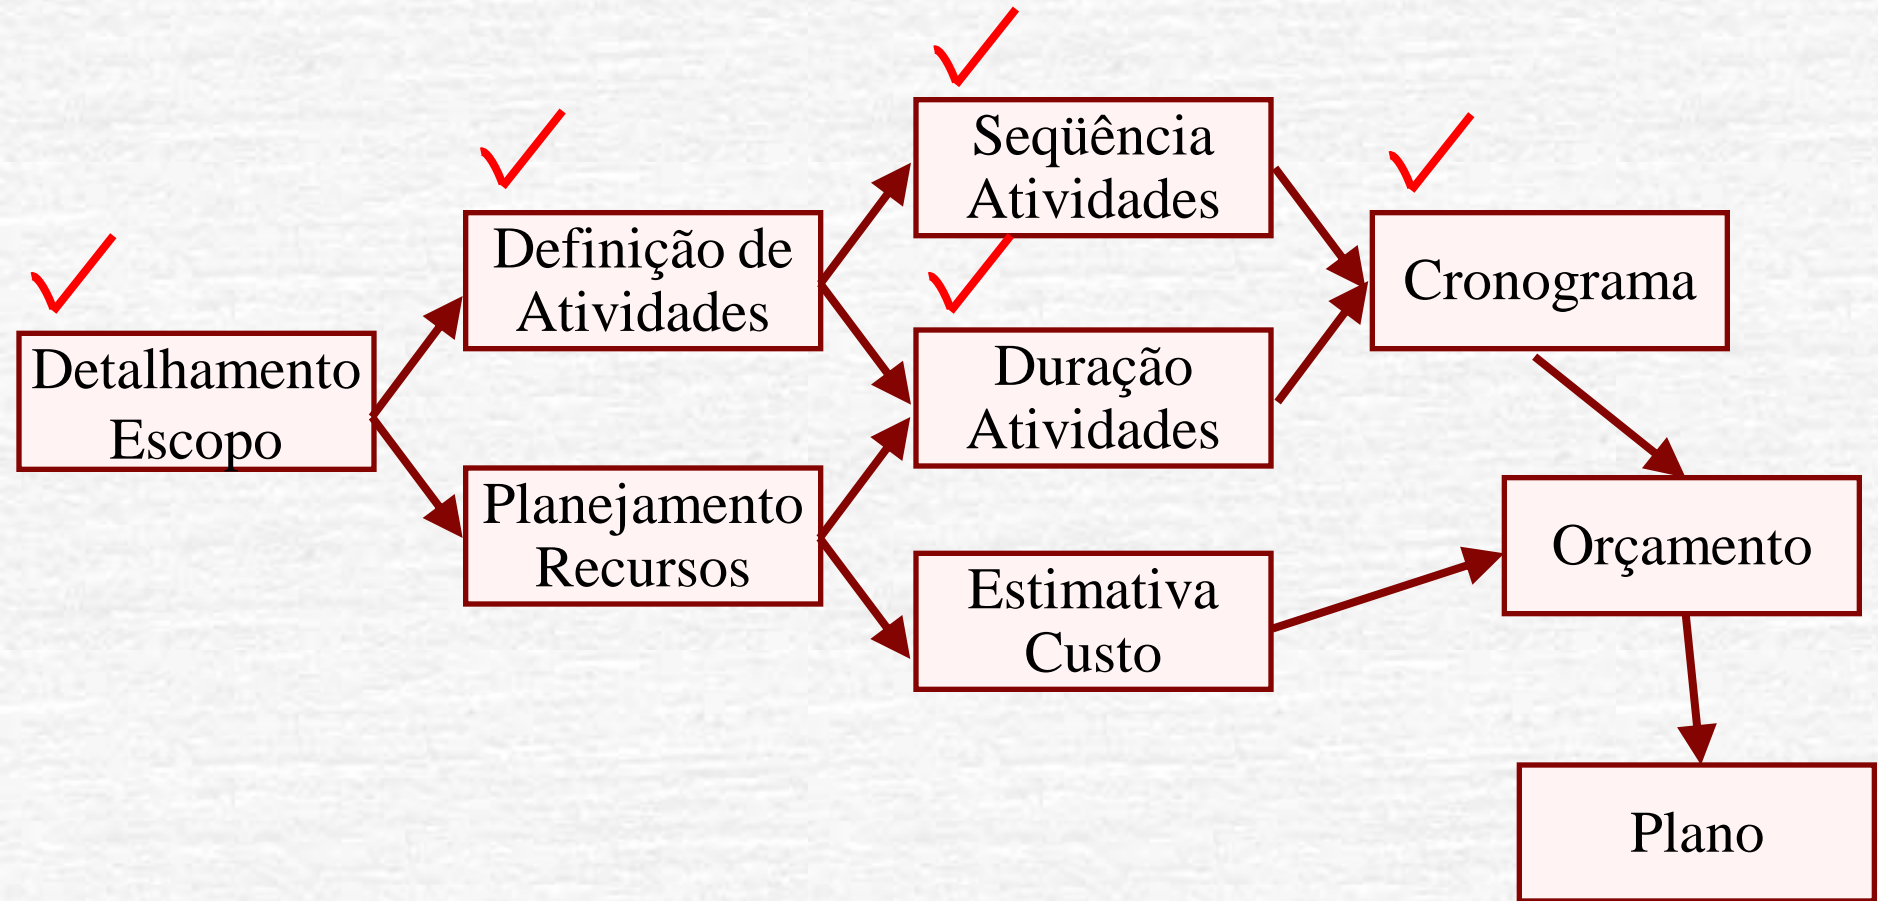 Detalhamento
Escopo
Definição de
Atividades
Planejamento
Recursos
Seqüência
Atividades
Duração
Atividades
Estimativa
Custo
Cronograma
Orçamento
Plano